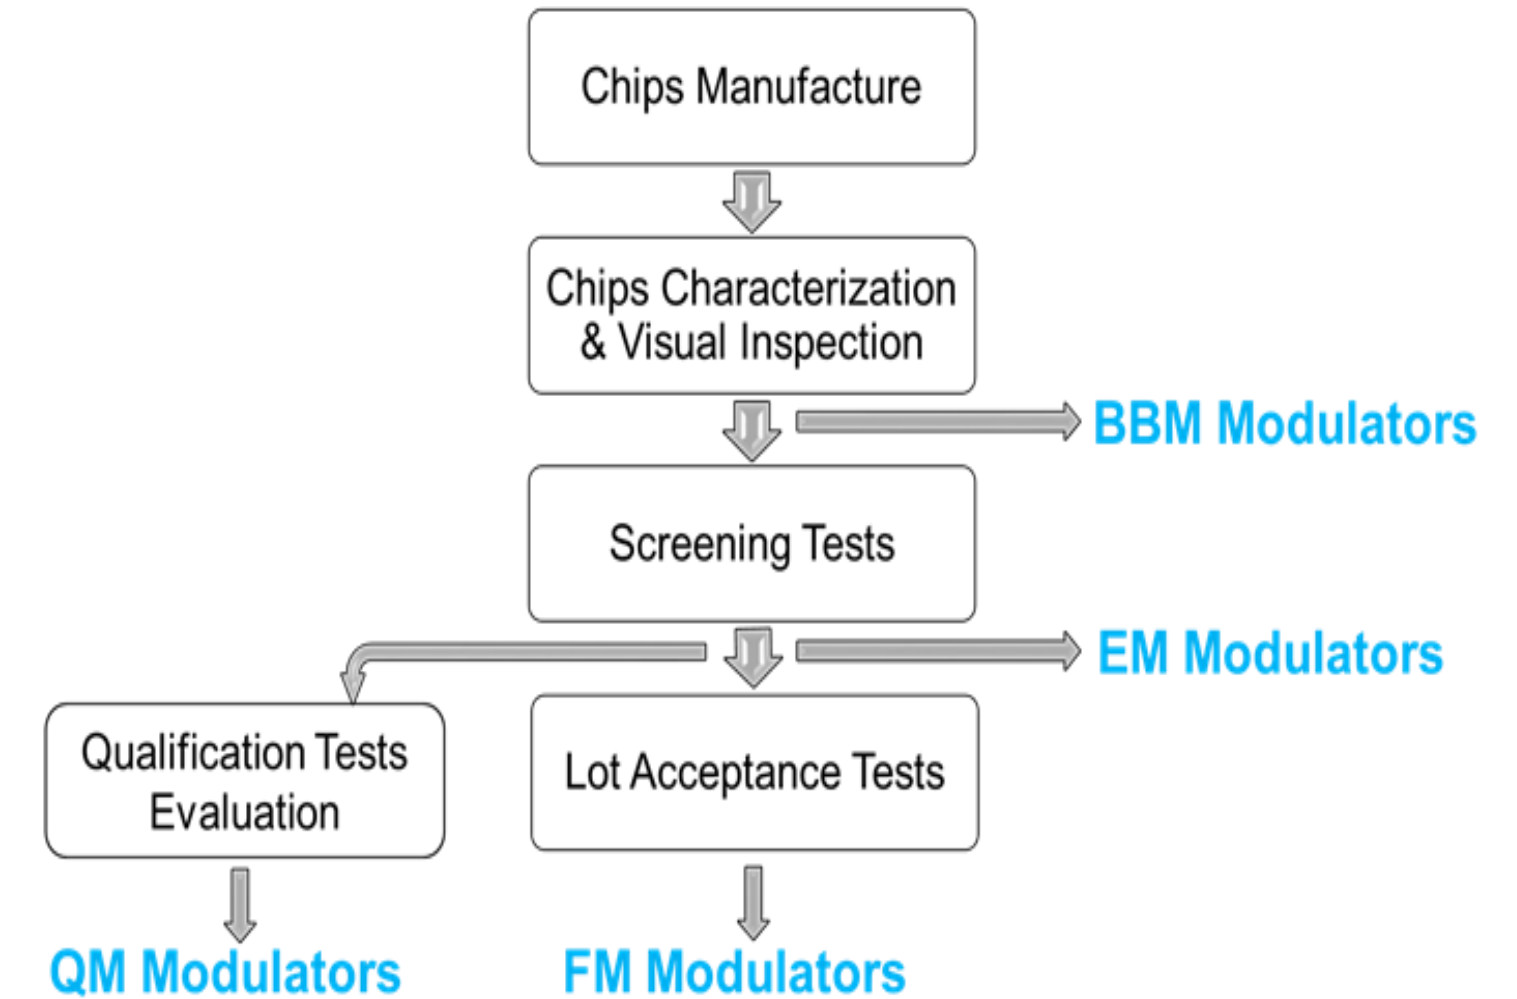 Chips Manufacture
Chips Characterization
& Visual Inspection
BBM Modulators
Screening Tests
EM Modulators
Qualification Tests
Evaluation
Lot Acceptance Tests
QM Modulators
FM Modulators